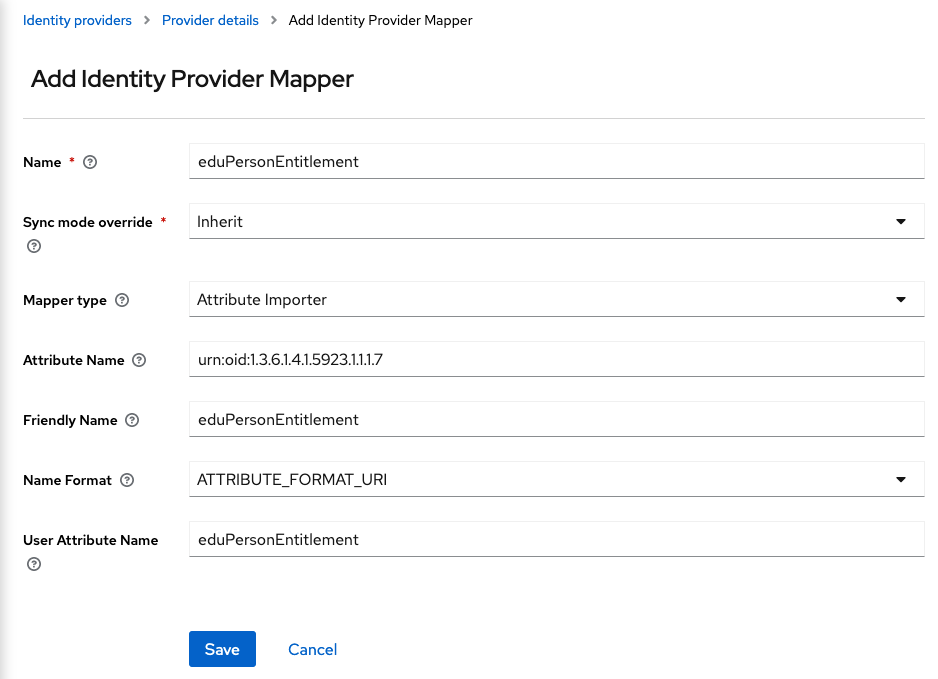 Identity providers > Provider details > Add Identity Provider Mapper
Add Identity Provider Mapper
Name * eduPersonEntitlement
Sync mode override * Inherit
Mapper type Attribute Importer
Attribute Name urn:oid:1.3.6.1.4.1.5923.1.1.1.7
Friendly Name eduPersonEntitlement
Name Format ATTRIBUTE_FORMAT_URI
User Attribute Name eduPersonEntitlement
Save Cancel